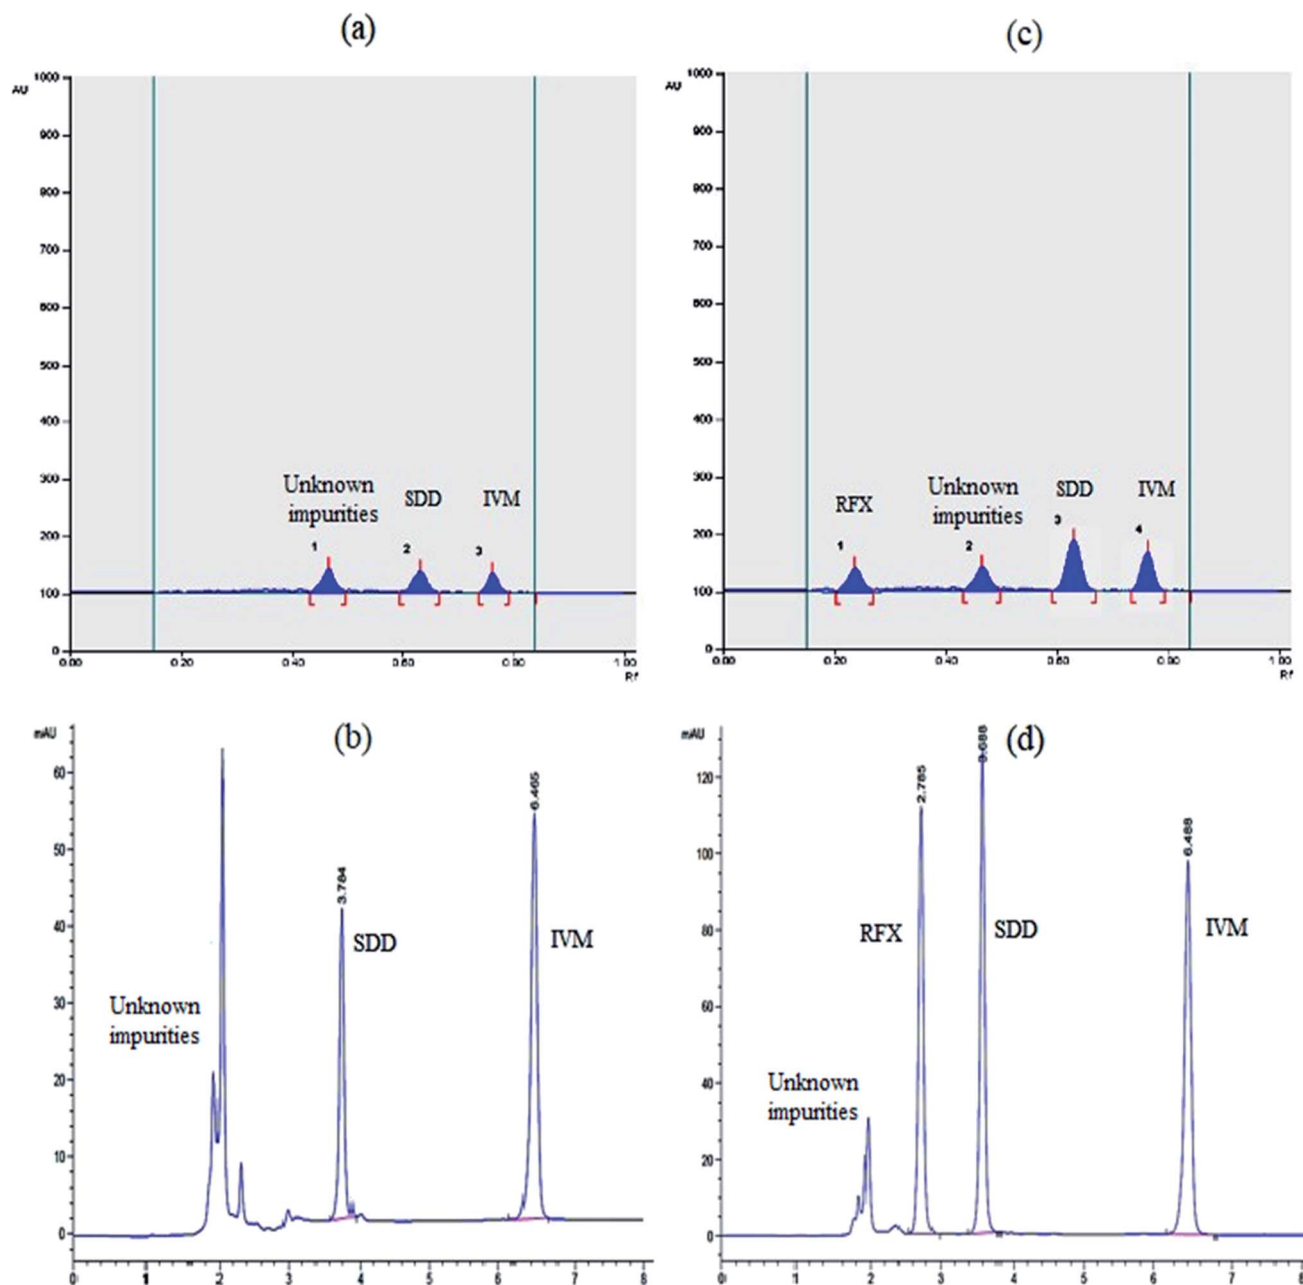 (a)
AU
1000
900
800
700
600
500
400
300
200
100
0
Unknown
impurities
SDD
IVM
1
2
3
0.00
0.20
0.40
0.60
0.80
1.00
Rf
(c)
AU
1000
900
800
700
600
500
400
300
200
100
0
RFX
Unknown
impurities
SDD
IVM
1
2
3
4
0.00
0.20
0.40
0.60
0.80
1.00
Rf
(b)
mAU
60
50
40
30
20
10
0
Unknown
impurities
3.784
SDD
6.465
IVM
0
1
2
3
4
5
6
7
8
(d)
mAU
120
100
80
60
40
20
0
Unknown
impurities
2.785
RFX
3.688
SDD
6.488
IVM
0
1
2
3
4
5
6
7
8